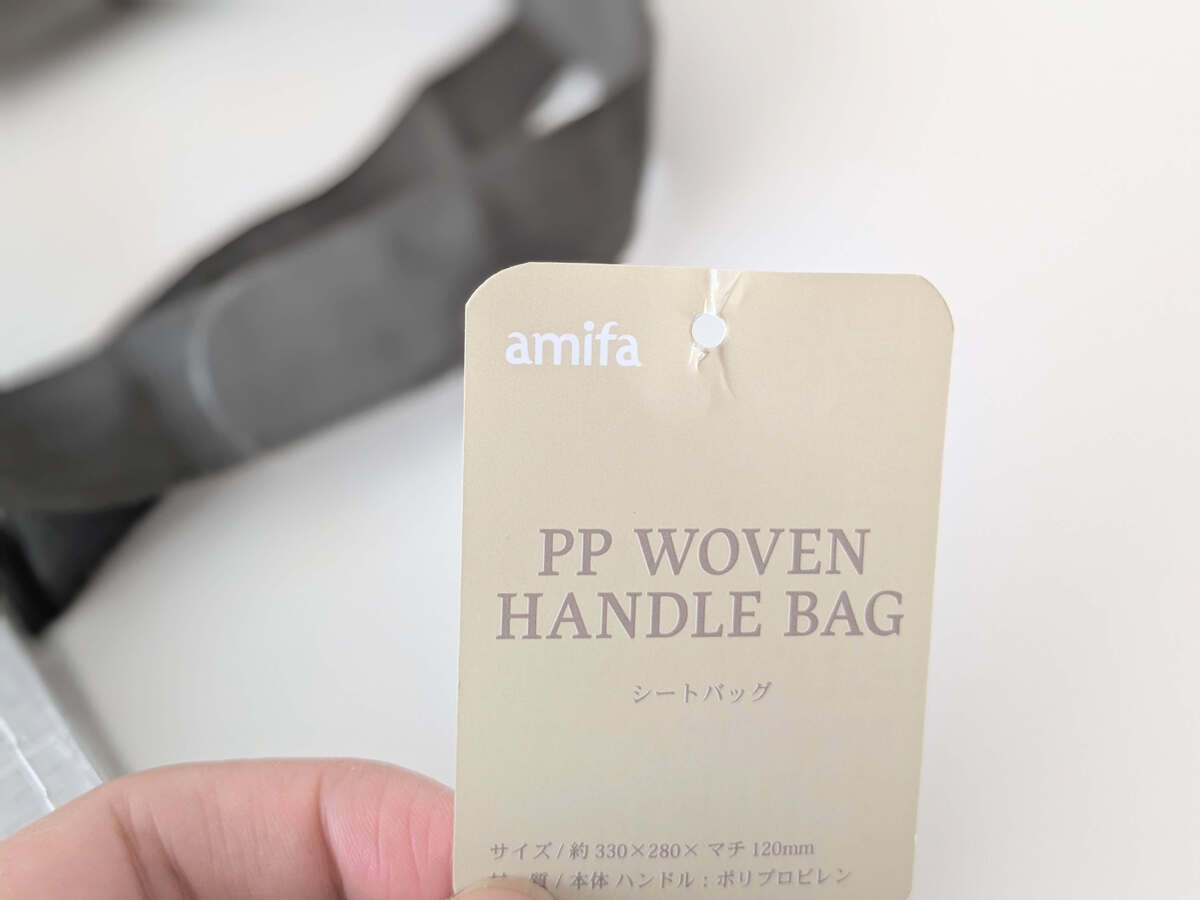 amifa
PP WOVEN
HANDLE BAG
シートバッグ
サイズ / 約 330×280× マチ 120mm
質 / 本体 ハンドル : ポリプロピレン